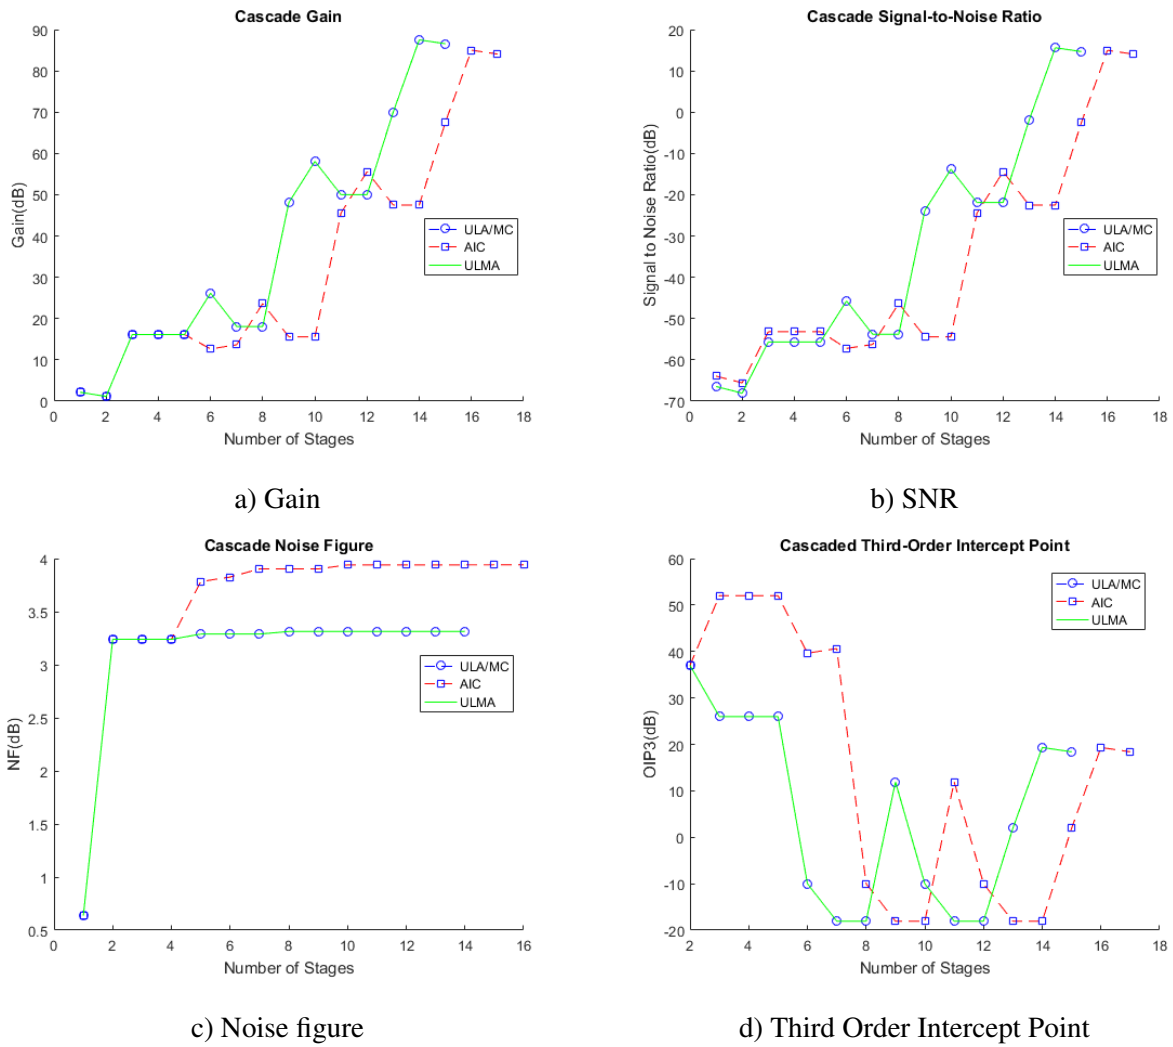 Cascade Gain
90
80
70
60
50
40
30
20
10
0
Gain(dB)
0 2 4 6 8 10 12 14 16 18
Number of Stages
ULA/MC
AIC
ULMA
a) Gain
Cascade Signal-to-Noise Ratio
20
10
0
-10
-20
-30
-40
-50
-60
-70
Signal to Noise Ratio(dB)
0 2 4 6 8 10 12 14 16 18
Number of Stages
ULA/MC
AIC
ULMA
b) SNR
Cascade Noise Figure
4
3.5
3
2.5
2
1.5
1
0.5
NF(dB)
0 2 4 6 8 10 12 14 16
Number of Stages
ULA/MC
AIC
ULMA
c) Noise figure
Cascaded Third-Order Intercept Point
60
50
40
30
20
10
0
-10
-20
OIP3(dB)
2 4 6 8 10 12 14 16 18
Number of Stages
ULA/MC
AIC
ULMA
d) Third Order Intercept Point